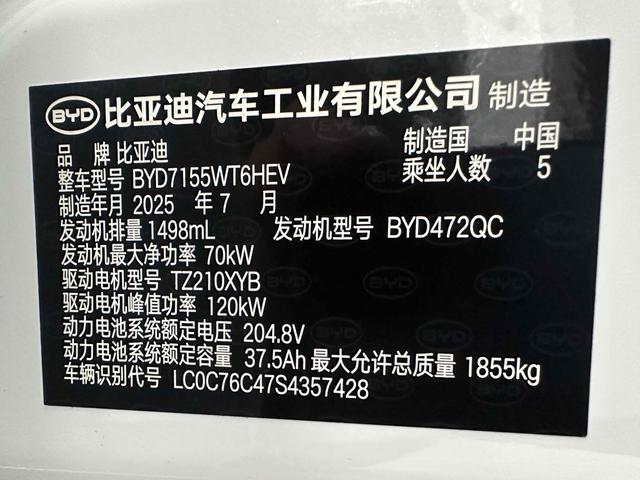 BYD 比亚迪汽车工业有限公司 制造
品 牌 比亚迪 制造国 中国
整车型号 BYD7155WT6HEV 乘坐人数 5
制造年月 2025 年 7 月
发动机排量 1498mL 发动机型号 BYD472QC
发动机最大净功率 70kW
驱动电机型号 TZ210XYB
驱动电机峰值功率 120kW
动力电池系统额定电压 204.8V
动力电池系统额定容量 37.5Ah 最大允许总质量 1855kg
车辆识别代号 LC0C76C47S4357428